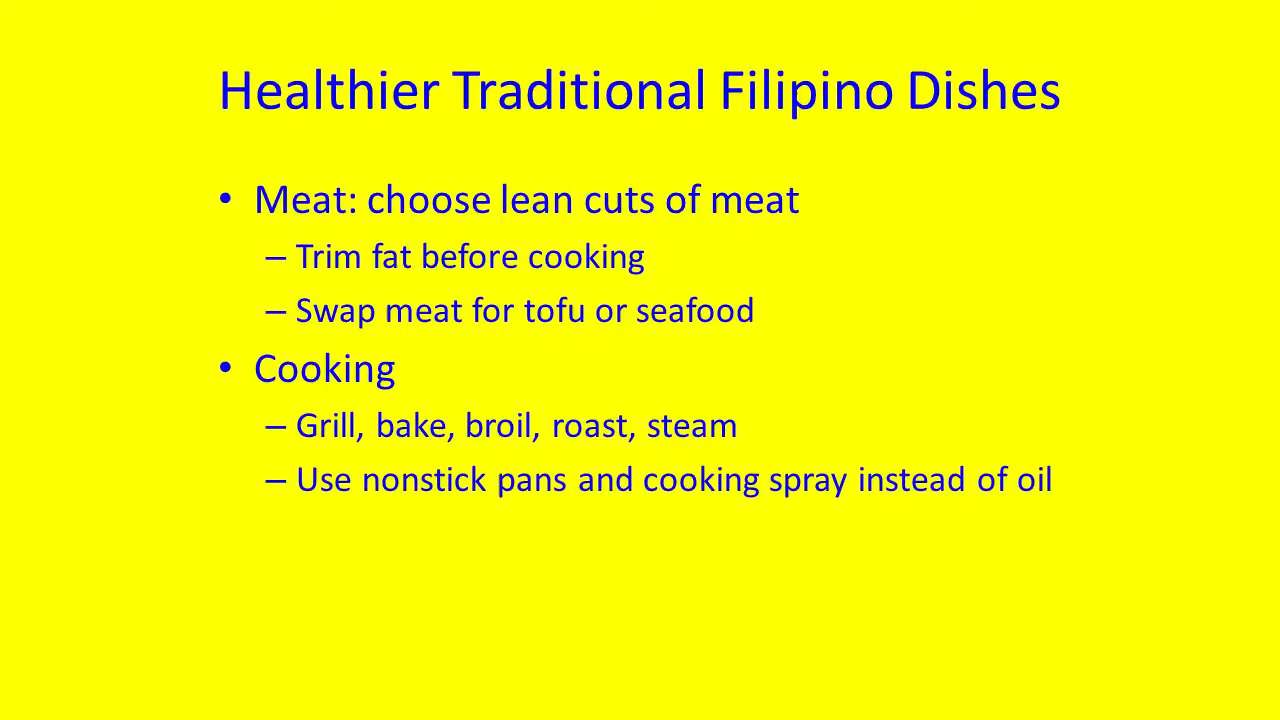 Healthier Traditional Filipino Dishes
• Meat: choose lean cuts of meat
– Trim fat before cooking
– Swap meat for tofu or seafood
• Cooking
– Grill, bake, broil, roast, steam
– Use nonstick pans and cooking spray instead of oil